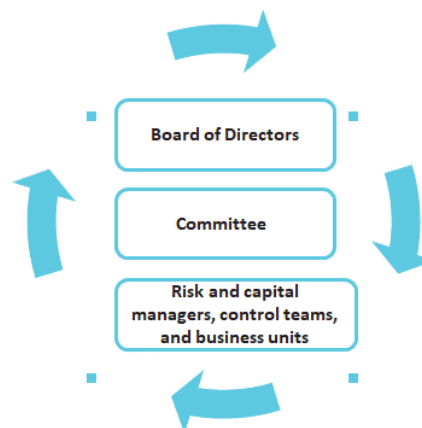 Board of Directors
Committee
Risk and capital
managers, control teams,
and business units